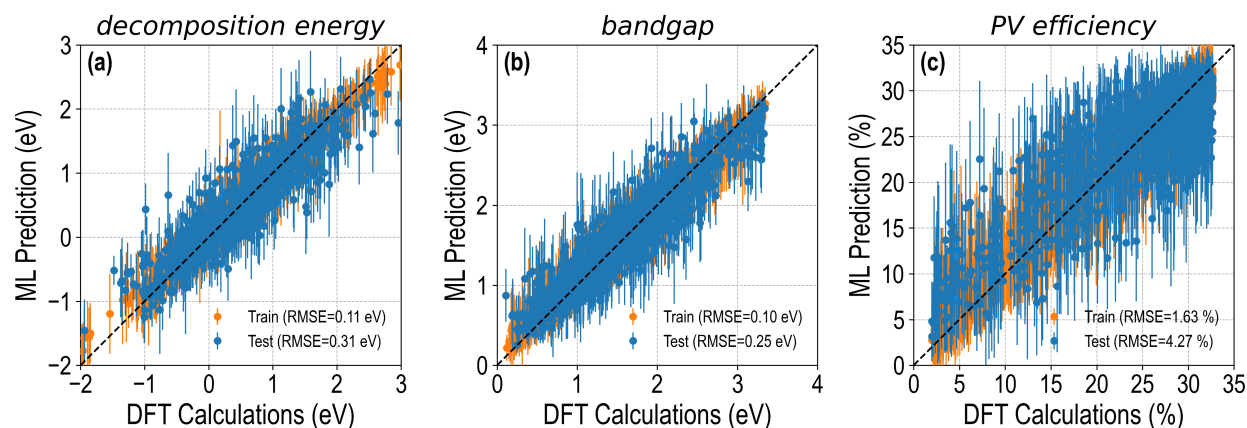 decomposition energy
(a)
ML Prediction (eV)
3
2
1
0
−1
−2
−2
−1
0
1
2
3
DFT Calculations (eV)
Train (RMSE=0.11 eV)
Test (RMSE=0.31 eV)
bandgap
(b)
ML Prediction (eV)
4
3
2
1
0
0
1
2
3
4
DFT Calculations (eV)
Train (RMSE=0.10 eV)
Test (RMSE=0.25 eV)
PV efficiency
(c)
ML Prediction (%)
35
30
25
20
15
10
5
0
0
5
10
15
20
25
30
35
DFT Calculations (%)
Train (RMSE=1.63 %)
Test (RMSE=4.27 %)